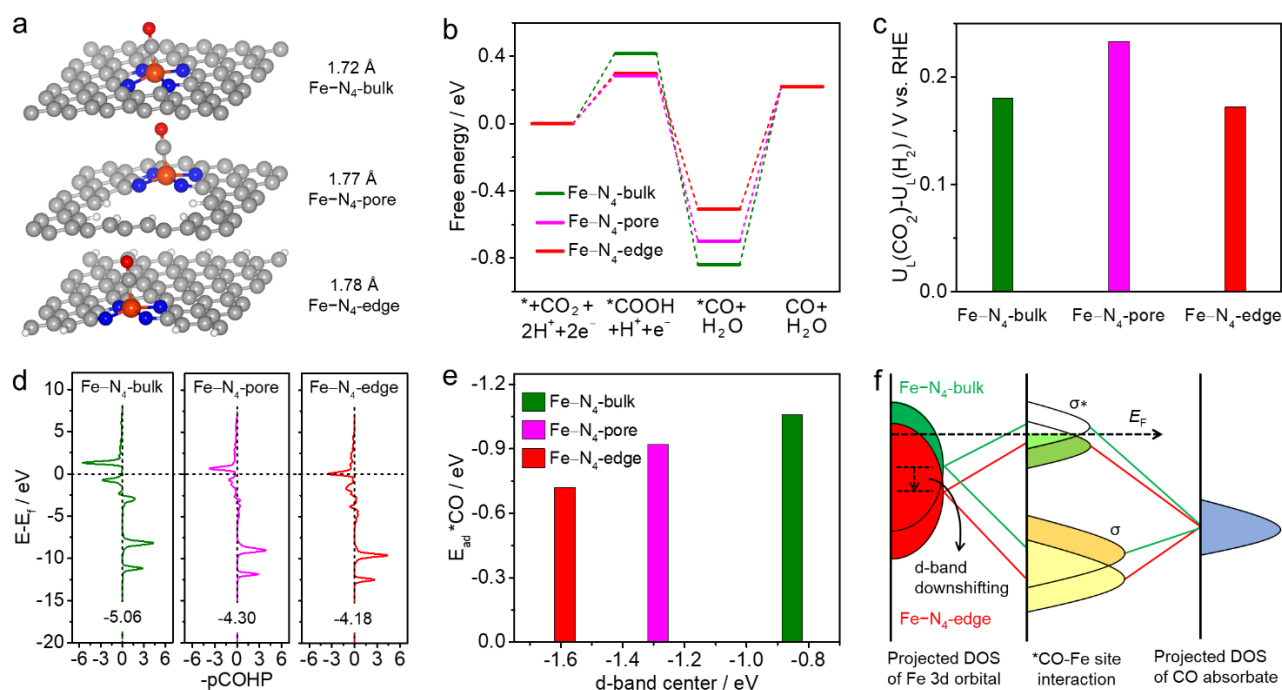 a
1.72 Å
Fe−N4-bulk
1.77 Å
Fe−N4-pore
1.78 Å
Fe−N4-edge
b
Free energy / eV
0.4
0.0
-0.4
-0.8
Fe−N4-bulk
Fe−N4-pore
Fe−N4-edge
*+CO2+ *COOH *CO+ CO+
2H⁺+2e⁻ +H⁺+e⁻ H2O H2O
c
UL(CO2)-UL(H2) / V vs. RHE
0.2
0.1
0.0
Fe−N4-bulk Fe−N4-pore Fe−N4-edge
d
E-Ef / eV
Fe−N4-bulk Fe−N4-pore Fe−N4-edge
10
5
0
-5
-10
-15
-20
-5.06 -4.30 -4.18
-6 -3 0 3 6 -6 -3 0 3 6 -6 -3 0 3 6
-pCOHP
e
Ead *CO / eV
-1.2
-0.9
-0.6
-0.3
0.0
Fe−N4-bulk
Fe−N4-pore
Fe−N4-edge
-1.6 -1.4 -1.2 -1.0 -0.8
d-band center / eV
f
Fe−N4-bulk
σ*
EF
σ
d-band
downshifting
Fe−N4-edge
Projected DOS
of Fe 3d orbital
*CO-Fe site
interaction
Projected DOS
of CO absorbate